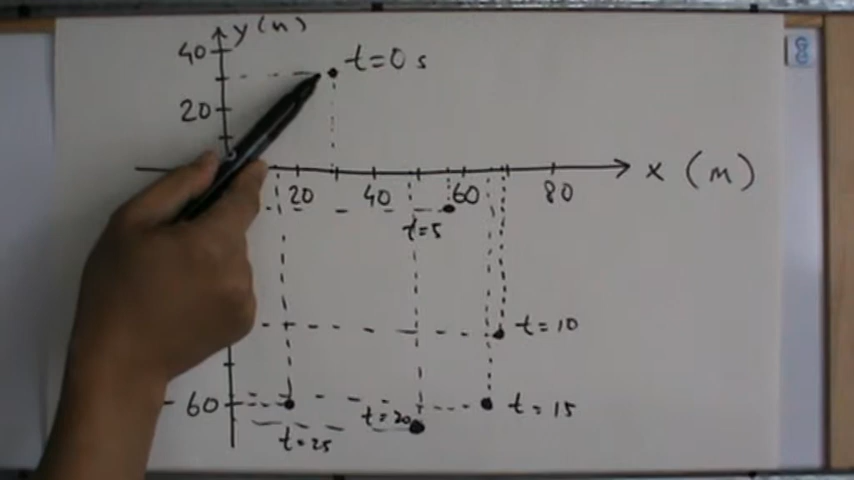 y(m)
40
t=0 s
20
x (m)
20 40 60 80
t=5
t=10
-60
t=20
t=15
t=25